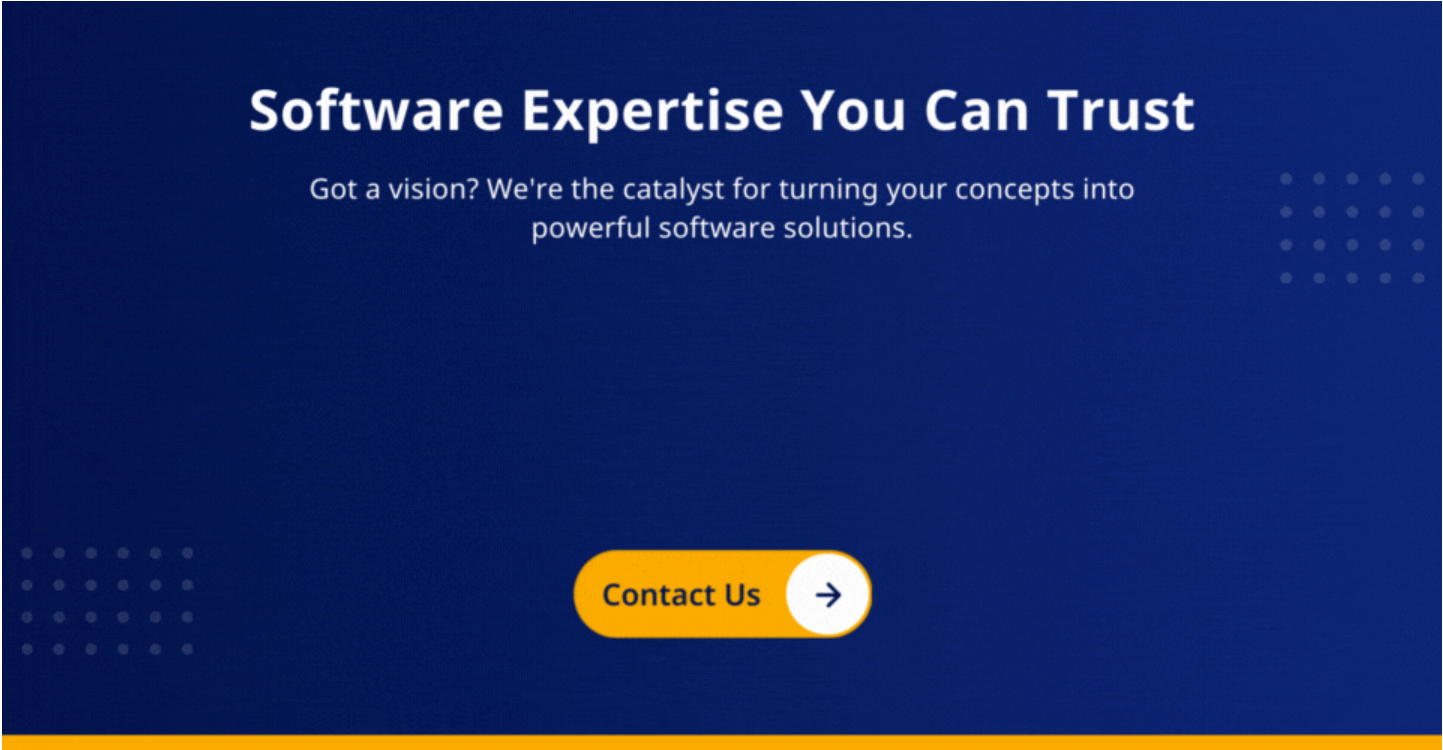 Software Expertise You Can Trust
Got a vision? We're the catalyst for turning your concepts into
powerful software solutions.
Contact Us